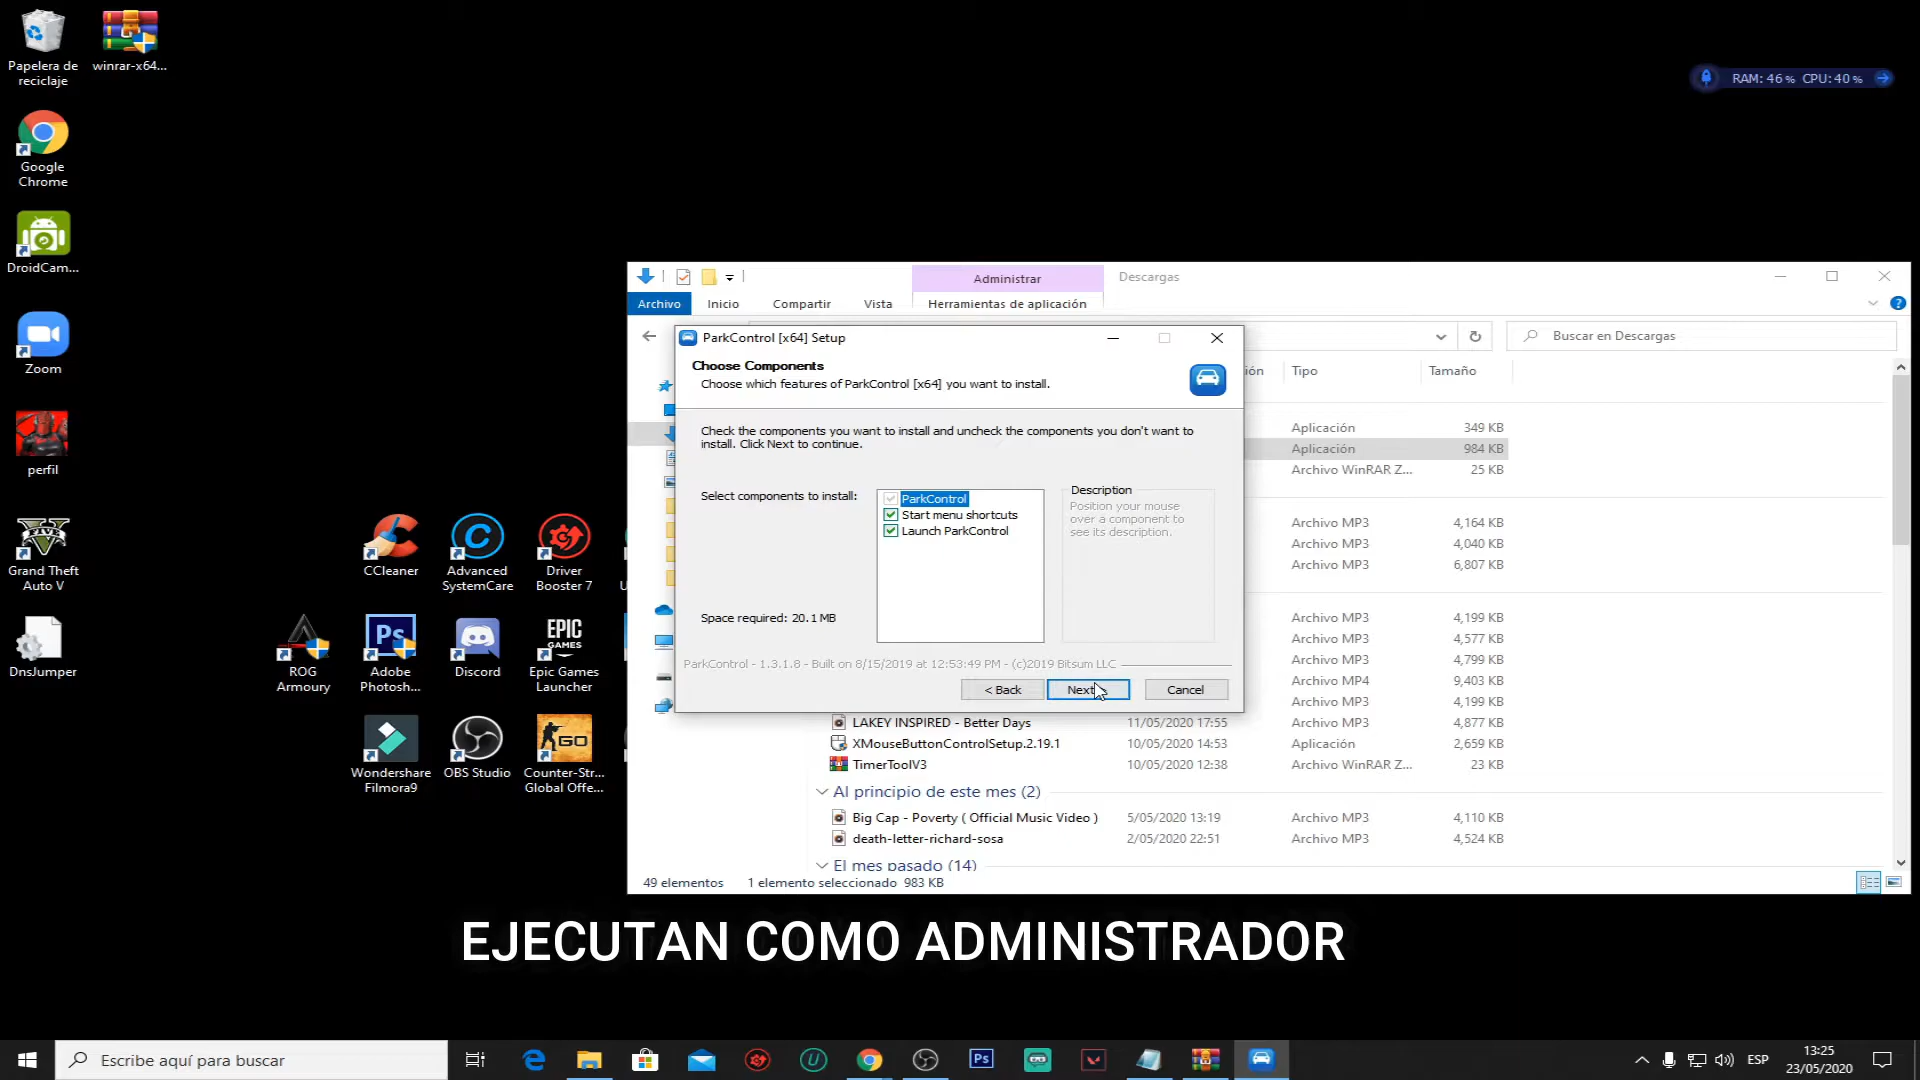 Papelera de
reciclaje
winrar-x64...
RAM: 46 % CPU: 40 %
Google
Chrome
DroidCam...
Zoom
perfil
Grand Theft
Auto V
DnsJumper
CCleaner
Advanced
SystemCare
Driver
Booster 7
ROG
Armoury
Adobe
Photosh...
Discord
Epic Games
Launcher
Wondershare
Filmora9
OBS Studio
Counter-Str...
Global Offe...
Administrar
Descargas
Archivo
Inicio
Compartir
Vista
Herramientas de aplicación
Buscar en Descargas
ión
Tipo
Tamaño
ParkControl [x64] Setup
Choose Components
Choose which features of ParkControl [x64] you want to install.
Check the components you want to install and uncheck the components you don't want to
install. Click Next to continue.
Select components to install:
ParkControl
Start menu shortcuts
Launch ParkControl
Description
Position your mouse
over a component to
see its description.
Space required: 20.1 MB
ParkControl - 1.3.1.8 - Built on 8/15/2019 at 12:53:49 PM - (c)2019 Bitsum LLC
< Back
Next
Cancel
Aplicación 349 KB
Aplicación 984 KB
Archivo WinRAR Z... 25 KB
Archivo MP3 4,164 KB
Archivo MP3 4,040 KB
Archivo MP3 6,807 KB
Archivo MP3 4,199 KB
Archivo MP3 4,577 KB
Archivo MP3 4,799 KB
Archivo MP4 9,403 KB
Archivo MP3 4,199 KB
LAKEY INSPIRED - Better Days 11/05/2020 17:55 Archivo MP3 4,877 KB
XMouseButtonControlSetup.2.19.1 10/05/2020 14:53 Aplicación 2,659 KB
TimerToolV3 10/05/2020 12:38 Archivo WinRAR Z... 23 KB
Al principio de este mes (2)
Big Cap - Poverty ( Official Music Video ) 5/05/2020 13:19 Archivo MP3 4,110 KB
death-letter-richard-sosa 2/05/2020 22:51 Archivo MP3 4,524 KB
El mes pasado (14)
49 elementos 1 elemento seleccionado 983 KB
EJECUTAN COMO ADMINISTRADOR
Escribe aquí para buscar
ESP
13:25
23/05/2020